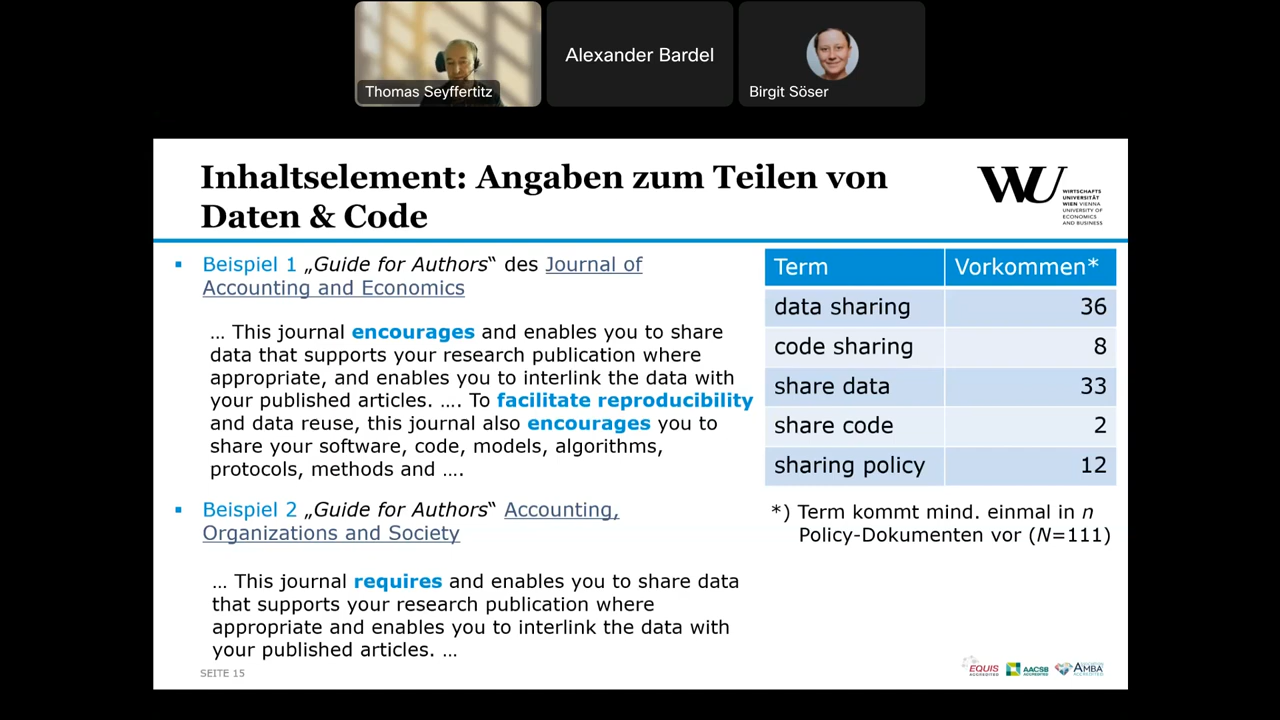 Thomas Seyffertitz
Alexander Bardel
Birgit Söser
Inhaltselement: Angaben zum Teilen von
Daten & Code
WU
WIRTSCHAFTS
UNIVERSITÄT
WIEN VIENNA
UNIVERSITY OF
ECONOMICS
AND BUSINESS
▪ Beispiel 1 „Guide for Authors“ des Journal of
Accounting and Economics
… This journal encourages and enables you to share
data that supports your research publication where
appropriate, and enables you to interlink the data with
your published articles. …. To facilitate reproducibility
and data reuse, this journal also encourages you to
share your software, code, models, algorithms,
protocols, methods and ….
▪ Beispiel 2 „Guide for Authors“ Accounting,
Organizations and Society
… This journal requires and enables you to share data
that supports your research publication where
appropriate and enables you to interlink the data with
your published articles. …
Term Vorkommen*
data sharing 36
code sharing 8
share data 33
share code 2
sharing policy 12
*) Term kommt mind. einmal in n
Policy-Dokumenten vor (N=111)
SEITE 15
EQUIS
ACCREDITED
AACSB
ACCREDITED
AMBA
ACCREDITED